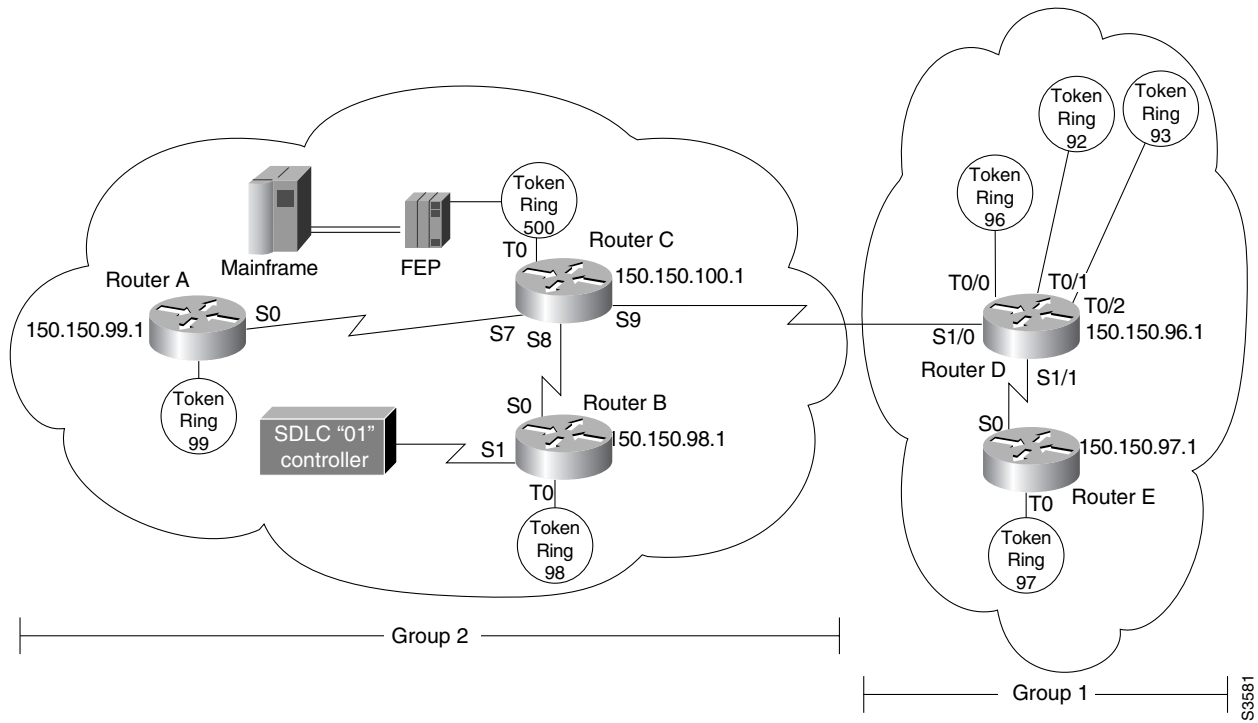 Token
Ring
92
Token
Ring
93
Token
Ring
96
Token
Ring
500
T0
Router C
150.150.100.1
Mainframe
FEP
Router A
S0
150.150.99.1
S7
S8
S9
T0/0
T0/1
T0/2
S1/0
150.150.96.1
Router D
S1/1
Token
Ring
99
SDLC "01"
controller
S0
Router B
S1
150.150.98.1
T0
Token
Ring
98
S0
150.150.97.1
T0
Router E
Token
Ring
97
Group 2
Group 1
S3581